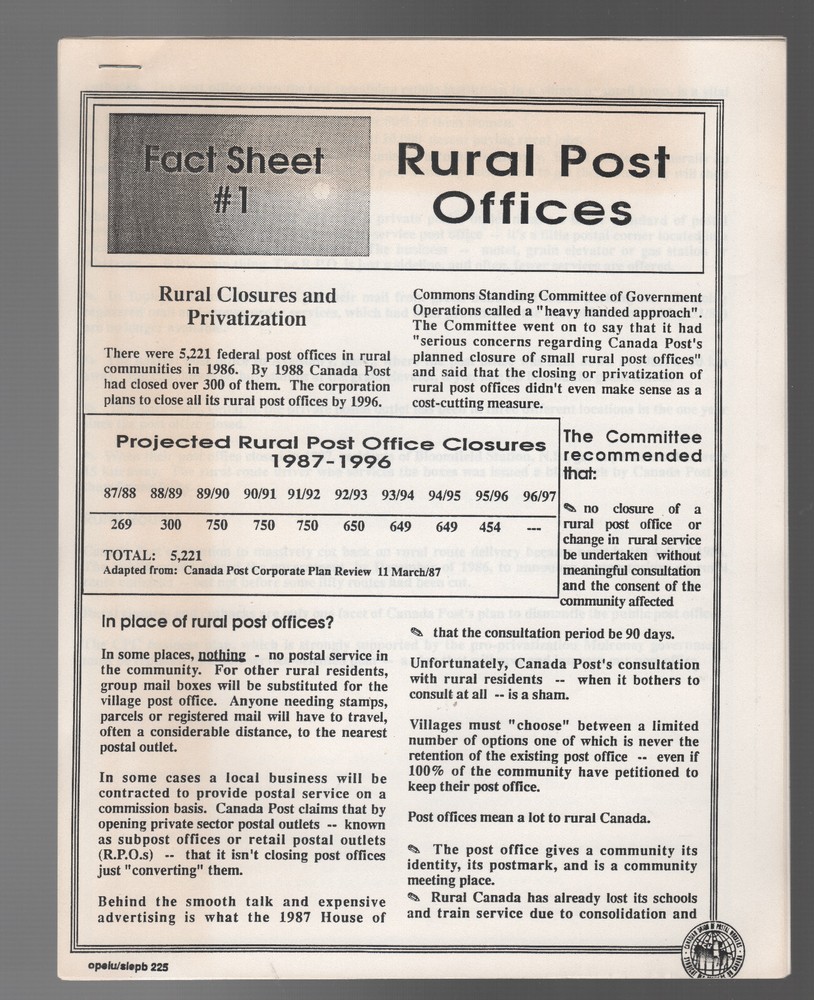 Fact Sheet
#1
Rural Post
Offices
Rural Closures and
Privatization
There were 5,221 federal post offices in rural
communities in 1986. By 1988 Canada Post
had closed over 300 of them. The corporation
plans to close all its rural post offices by 1996.
Commons Standing Committee of Government
Operations called a "heavy handed approach".
The Committee went on to say that it had
"serious concerns regarding Canada Post's
planned closure of small rural post offices"
and said that the closing or privatization of
rural post offices didn't even make sense as a
cost-cutting measure.
Projected Rural Post Office Closures
1987-1996
87/88 88/89 89/90 90/91 91/92 92/93 93/94 94/95 95/96 96/97
269 300 750 750 750 650 649 649 454 ---
TOTAL: 5,221
Adapted from: Canada Post Corporate Plan Review 11 March/87
The Committee
recommended
that:
✎ no closure of a
rural post office or
change in rural service
be undertaken without
meaningful consultation
and the consent of the
community affected
In place of rural post offices?
In some places, nothing - no postal service in
the community. For other rural residents,
group mail boxes will be substituted for the
village post office. Anyone needing stamps,
parcels or registered mail will have to travel,
often a considerable distance, to the nearest
postal outlet.
In some cases a local business will be
contracted to provide postal service on a
commission basis. Canada Post claims that by
opening private sector postal outlets -- known
as subpost offices or retail postal outlets
(R.P.O.s) -- that it isn't closing post offices
just "converting" them.
Behind the smooth talk and expensive
advertising is what the 1987 House of
✎ that the consultation period be 90 days.
Unfortunately, Canada Post's consultation
with rural residents -- when it bothers to
consult at all -- is a sham.
Villages must "choose" between a limited
number of options one of which is never the
retention of the existing post office -- even if
100% of the community have petitioned to
keep their post office.
Post offices mean a lot to rural Canada.
✎ The post office gives a community its
identity, its postmark, and is a community
meeting place.
✎ Rural Canada has already lost its schools
and train service due to consolidation and
opeiu/siepb 225